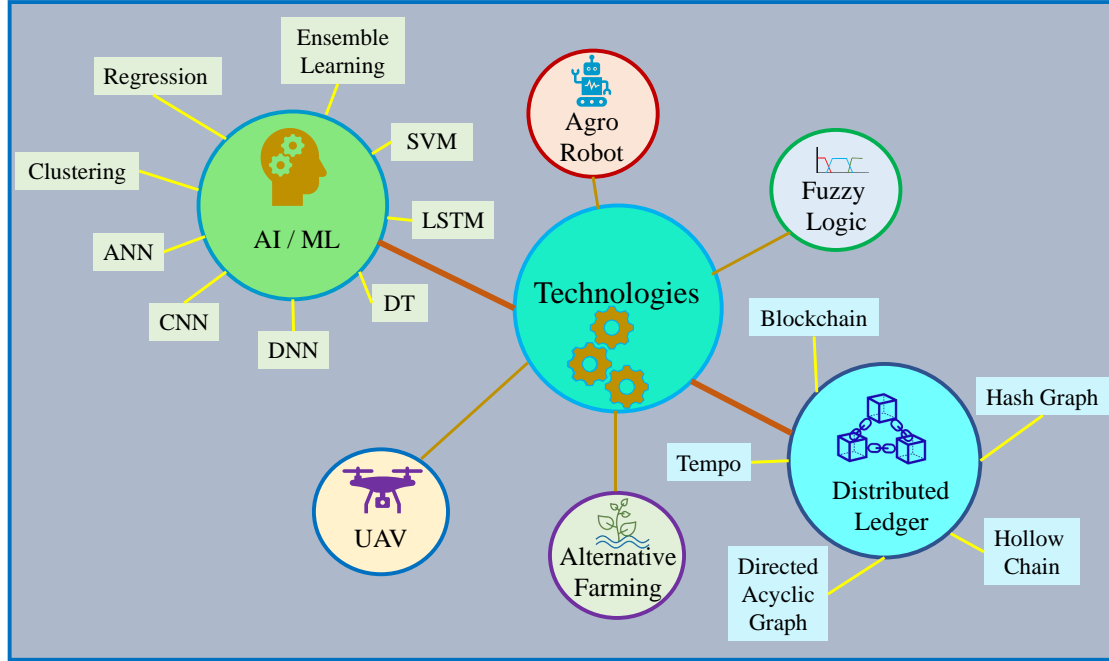 Ensemble
Learning
Regression
SVM
Clustering
LSTM
AI / ML
ANN
CNN
DNN
DT
Agro
Robot
Fuzzy
Logic
Technologies
UAV
Alternative
Farming
Blockchain
Hash Graph
Tempo
Distributed
Ledger
Hollow
Chain
Directed
Acyclic
Graph